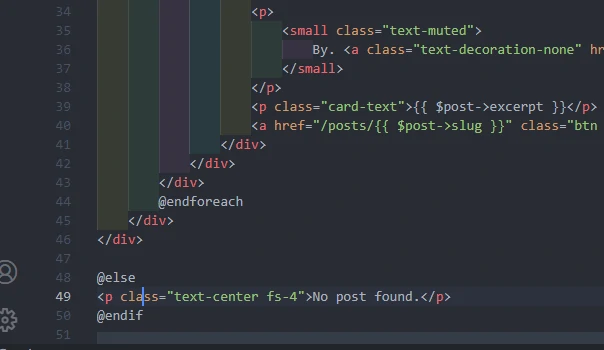 34 <p>
35 <small class="text-muted">
36 By. <a class="text-decoration-none"
37 </small>
38 </p>
39 <p class="card-text">{{ $post->excerpt }}</p>
40 <a href="/posts/{{ $post->slug }}" class="btn
41 </div>
42 </div>
43 </div>
44 @endforeach
45 </div>
46 </div>
47
48 @else
49 <p class="text-center fs-4">No post found.</p>
50 @endif
51